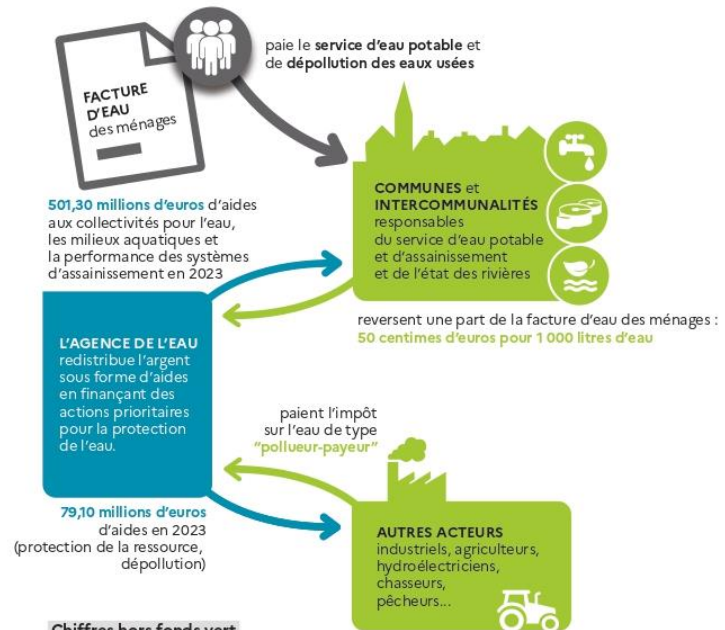 paie le service d'eau potable et
de dépollution des eaux usées
FACTURE
D'EAU
des ménages
COMMUNES et
INTERCOMMUNALITÉS
responsables
du service d'eau potable
et d'assainissement
et de l'état des rivières
501,30 millions d'euros d'aides
aux collectivités pour l'eau,
les milieux aquatiques et
la performance des systèmes
d'assainissement en 2023
reversent une part de la facture d'eau des ménages :
50 centimes d'euros pour 1 000 litres d'eau
L'AGENCE DE L'EAU
redistribue l'argent
sous forme d'aides
en finançant des
actions prioritaires
pour la protection
de l'eau.
paient l'impôt
sur l'eau de type
"pollueur-payeur"
79,10 millions d'euros
d'aides en 2023
(protection de la ressource,
dépollution)
AUTRES ACTEURS
industriels, agriculteurs,
hydroélectriciens,
chasseurs,
pêcheurs...
Chiffres hors fonds vert